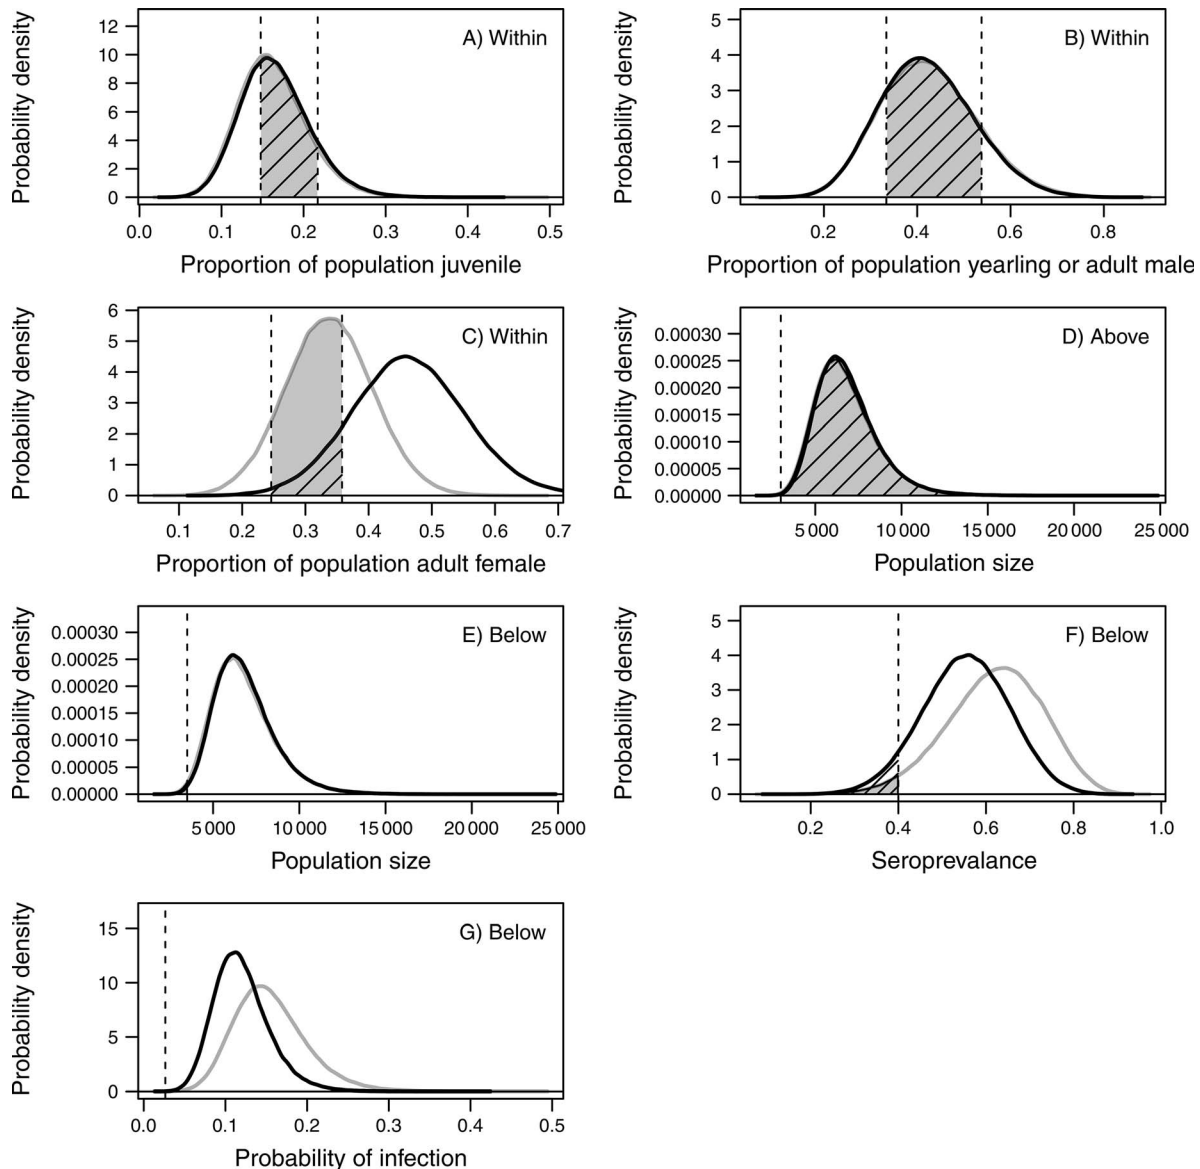 Probability density
12
10
8
6
4
2
0
A) Within
0.0 0.1 0.2 0.3 0.4 0.5
Proportion of population juvenile
Probability density
5
4
3
2
1
0
B) Within
0.2 0.4 0.6 0.8
Proportion of population yearling or adult male
Probability density
6
5
4
3
2
1
0
C) Within
0.1 0.2 0.3 0.4 0.5 0.6 0.7
Proportion of population adult female
Probability density
0.00030
0.00025
0.00020
0.00015
0.00010
0.00005
0.00000
D) Above
5000 10000 15000 20000 25000
Population size
Probability density
0.00030
0.00025
0.00020
0.00015
0.00010
0.00005
0.00000
E) Below
5000 10000 15000 20000 25000
Population size
Probability density
5
4
3
2
1
0
F) Below
0.2 0.4 0.6 0.8 1.0
Seroprevalance
Probability density
15
10
5
0
G) Below
0.0 0.1 0.2 0.3 0.4 0.5
Probability of infection